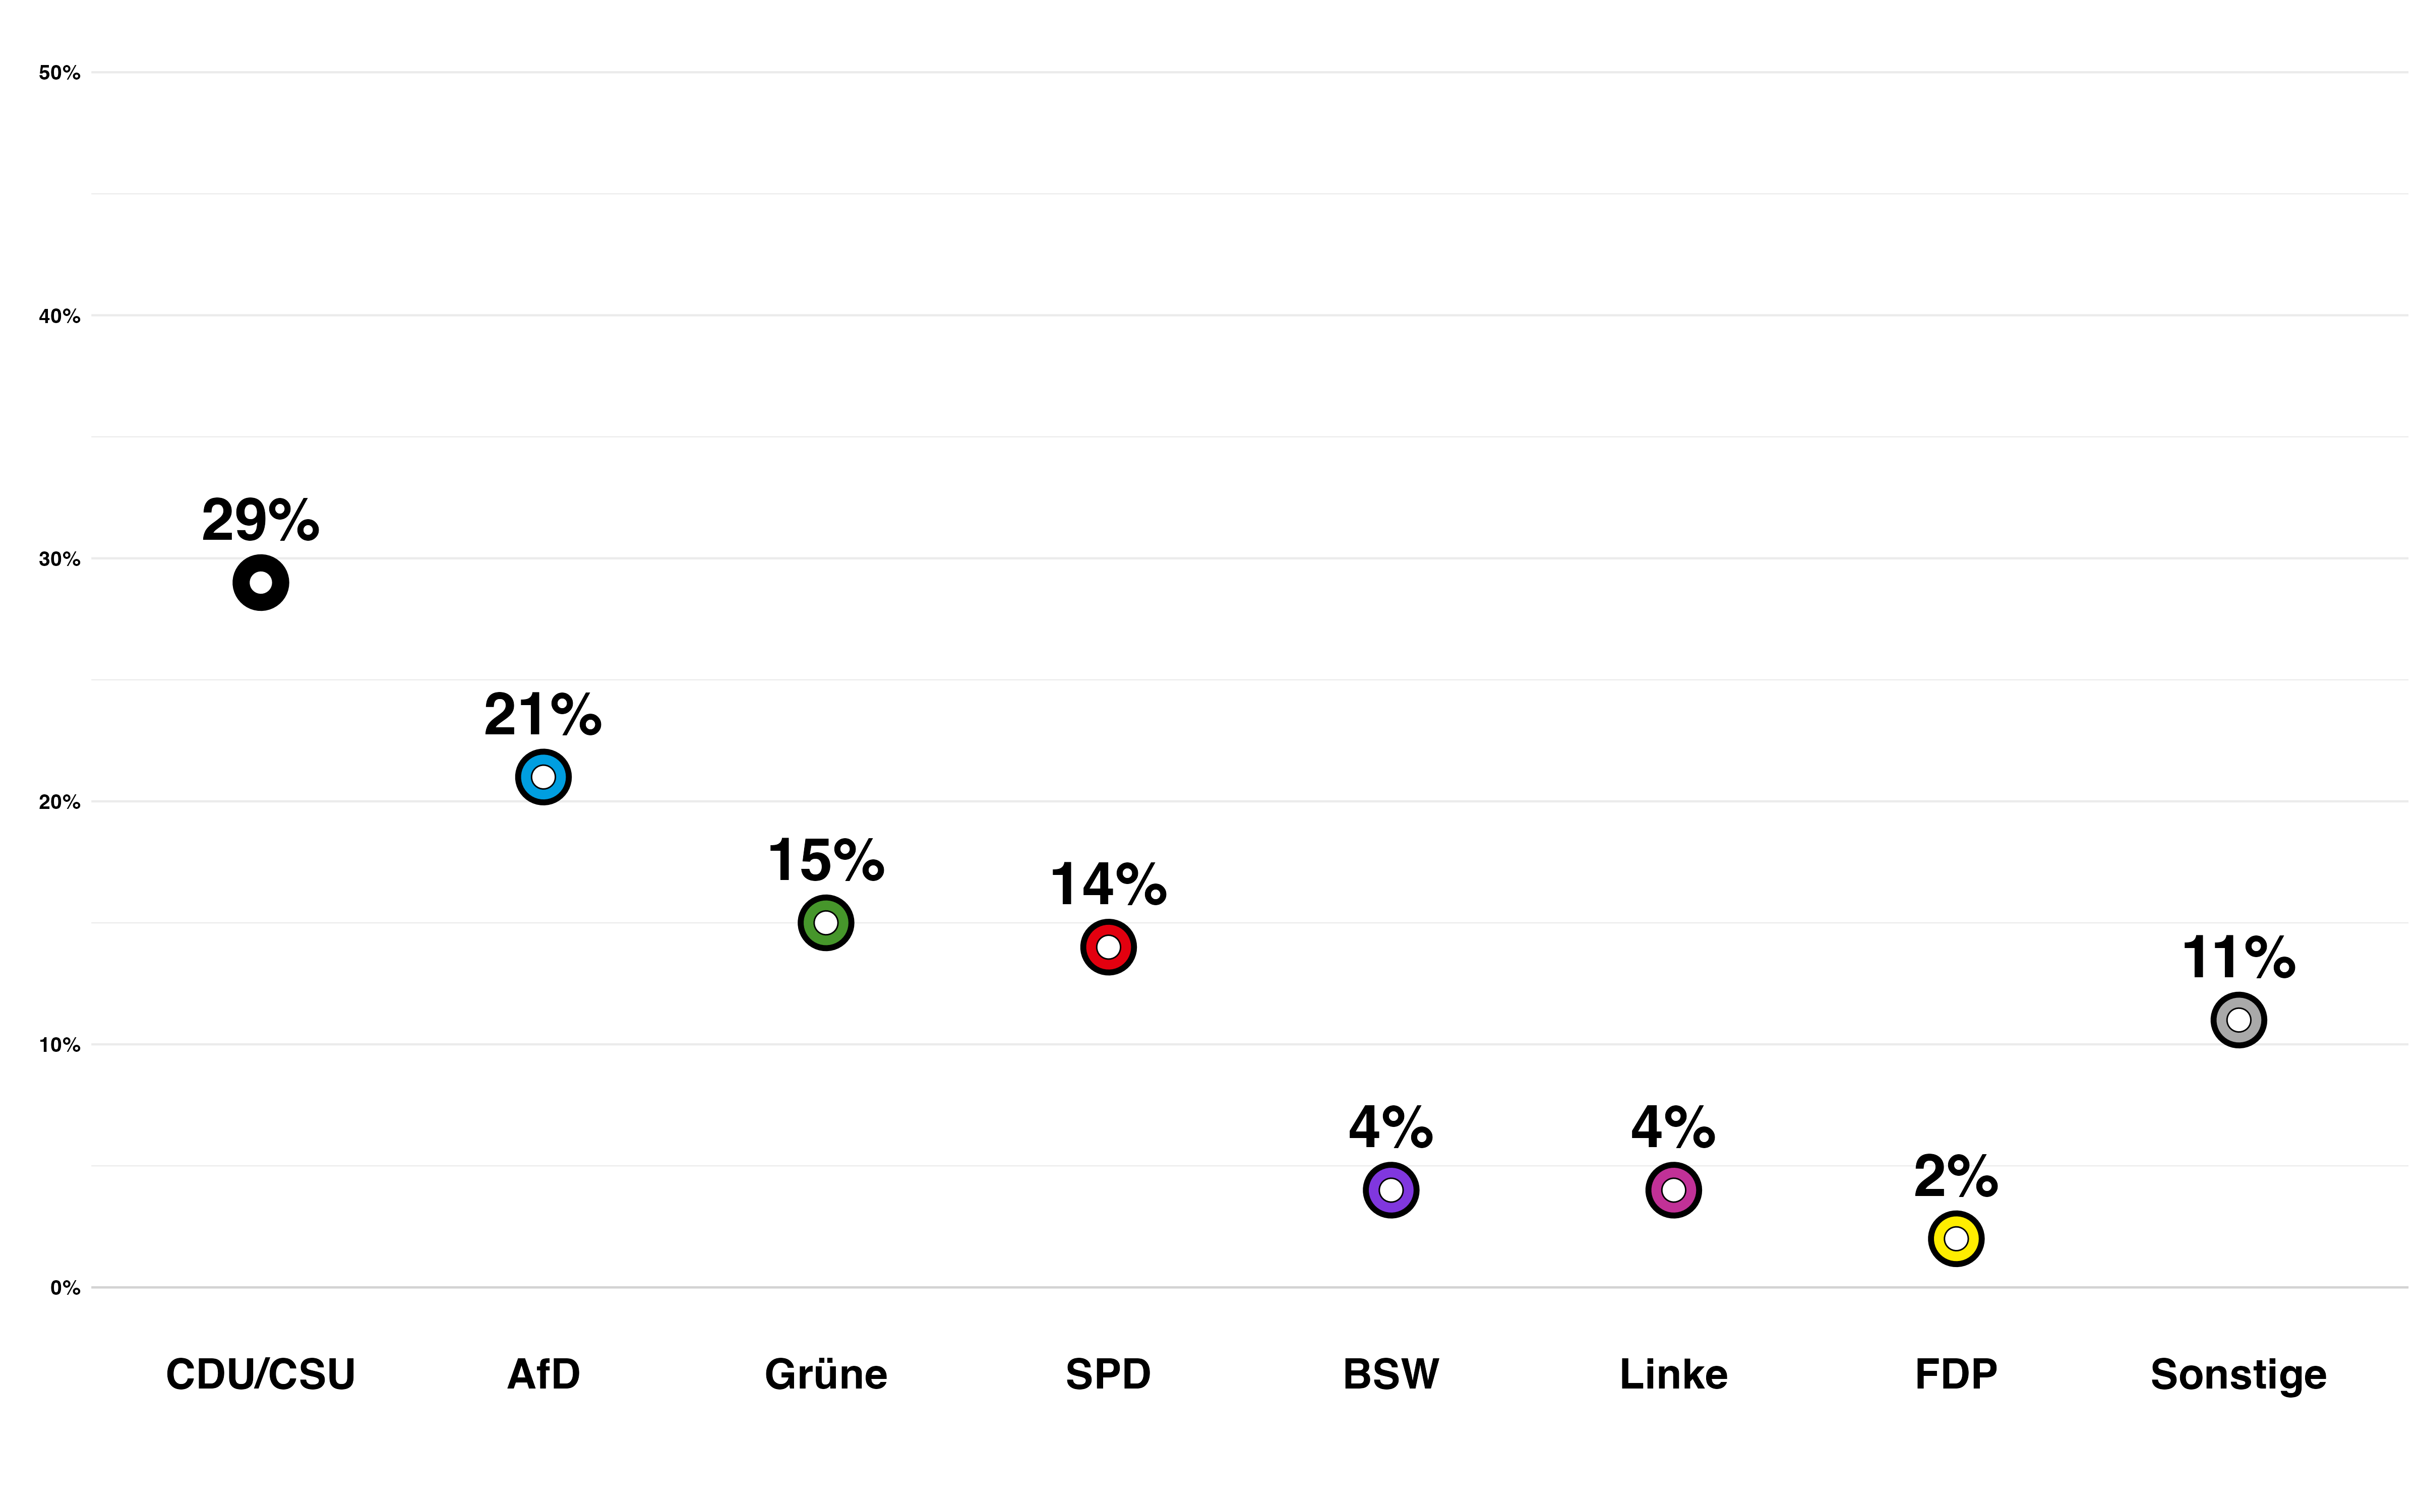 50%
40%
30%
20%
10%
0%
29%
21%
15%
14%
4%
4%
2%
11%
CDU/CSU
AfD
Grüne
SPD
BSW
Linke
FDP
Sonstige